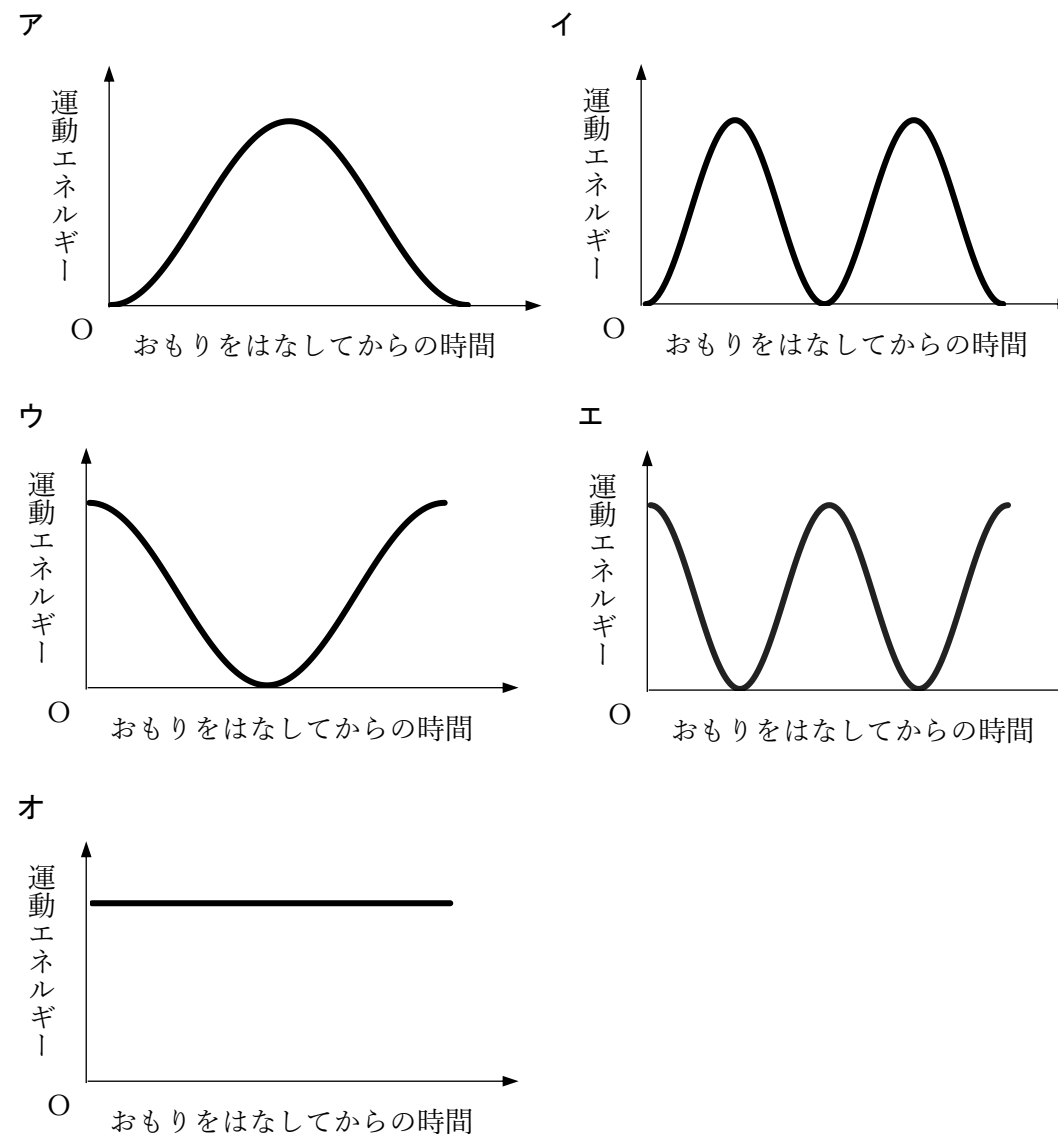 ア
運動エネルギー
O
おもりをはなしてからの時間
イ
運動エネルギー
O
おもりをはなしてからの時間
ウ
運動エネルギー
O
おもりをはなしてからの時間
エ
運動エネルギー
O
おもりをはなしてからの時間
オ
運動エネルギー
O
おもりをはなしてからの時間